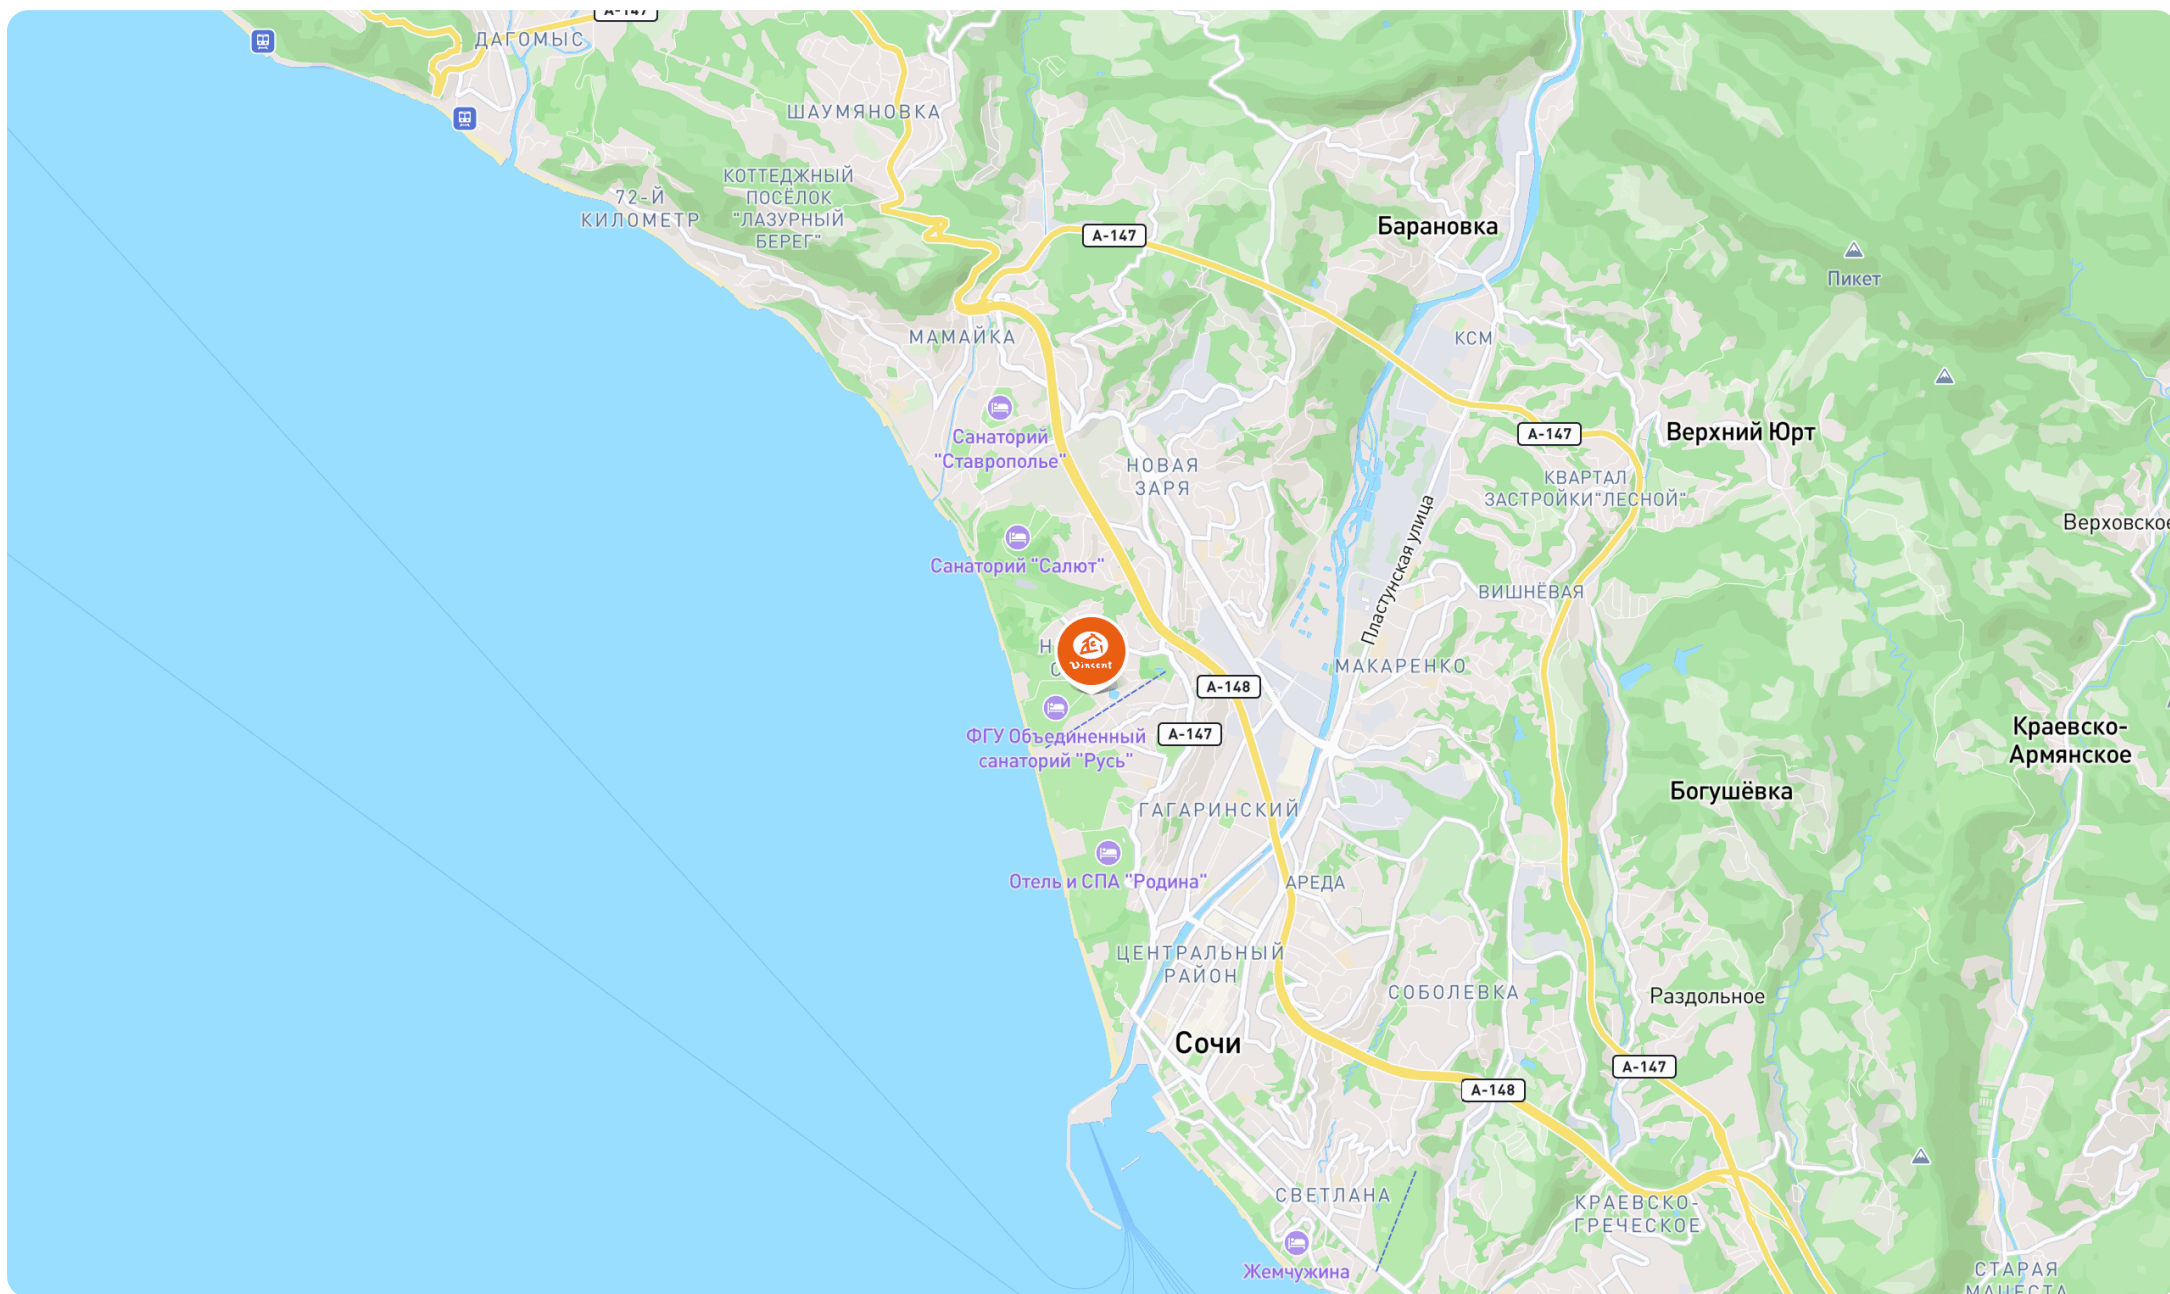 А-147
ДАГОМЫС
ШАУМЯНОВКА
КОТТЕДЖНЫЙ
ПОСЁЛОК
"ЛАЗУРНЫЙ
БЕРЕГ"
72-Й
КИЛОМЕТР
А-147
Барановка
Пикет
МАМАЙКА
КСМ
Санаторий
"Ставрополье"
НОВАЯ
ЗАРЯ
А-147
Верхний Юрт
КВАРТАЛ
ЗАСТРОЙКИ"ЛЕСНОЙ"
Верховское
Пластунская улица
Санаторий "Салют"
ВИШНЁВАЯ
Н
С
Vincent
МАКАРЕНКО
А-148
А-147
ФГУ Объединенный
санаторий "Русь"
Краевско-
Армянское
Богушёвка
ГАГАРИНСКИЙ
Отель и СПА "Родина"
АРЕДА
ЦЕНТРАЛЬНЫЙ
РАЙОН
СОБОЛЕВКА
Раздольное
Сочи
А-147
А-148
СВЕТЛАНА
КРАЕВСКО-
ГРЕЧЕСКОЕ
Жемчужина
СТАРАЯ
МАЦЕСТА